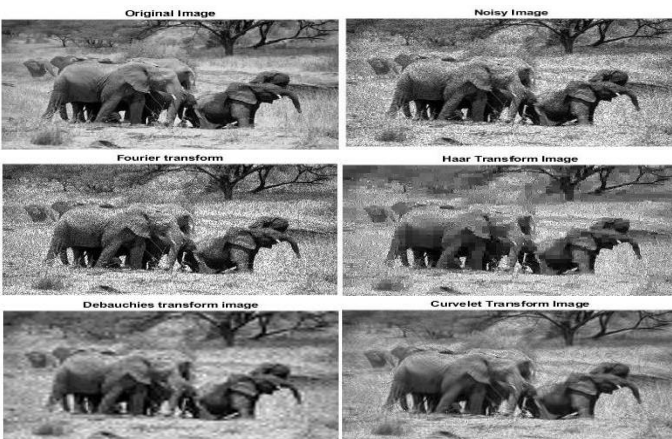 Original Image
Noisy Image
Fourier transform
Haar Transform Image
Debauchies transform image
Curvelet Transform Image